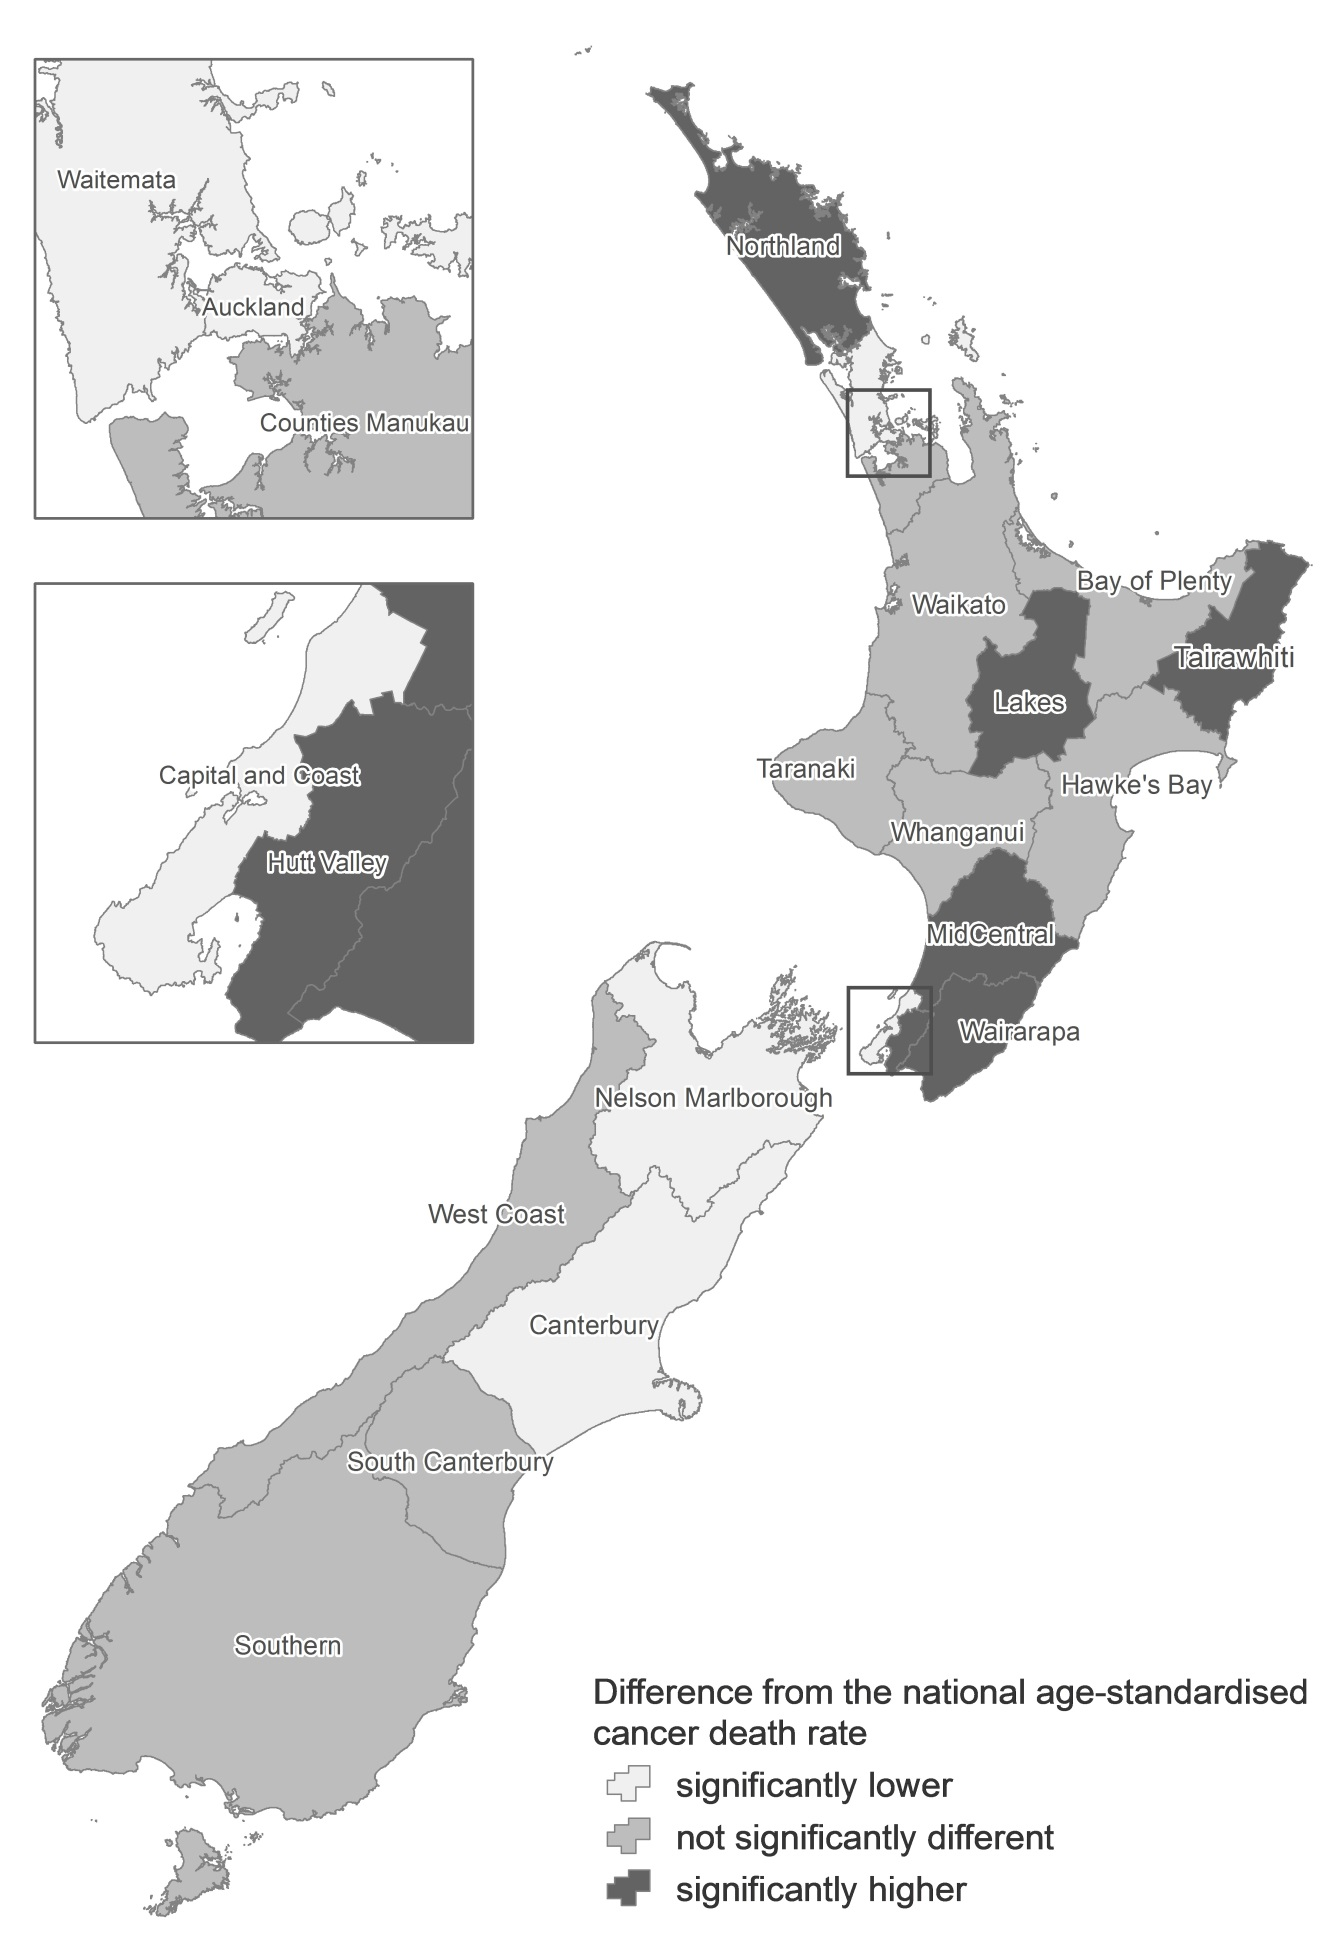 Waitemata
Auckland
Counties Manukau
Northland
Bay of Plenty
Waikato
Tairawhiti
Lakes
Taranaki
Hawke's Bay
Whanganui
MidCentral
Wairarapa
Capital and Coast
Hutt Valley
Nelson Marlborough
West Coast
Canterbury
South Canterbury
Southern
Difference from the national age-standardised
cancer death rate
significantly lower
not significantly different
significantly higher